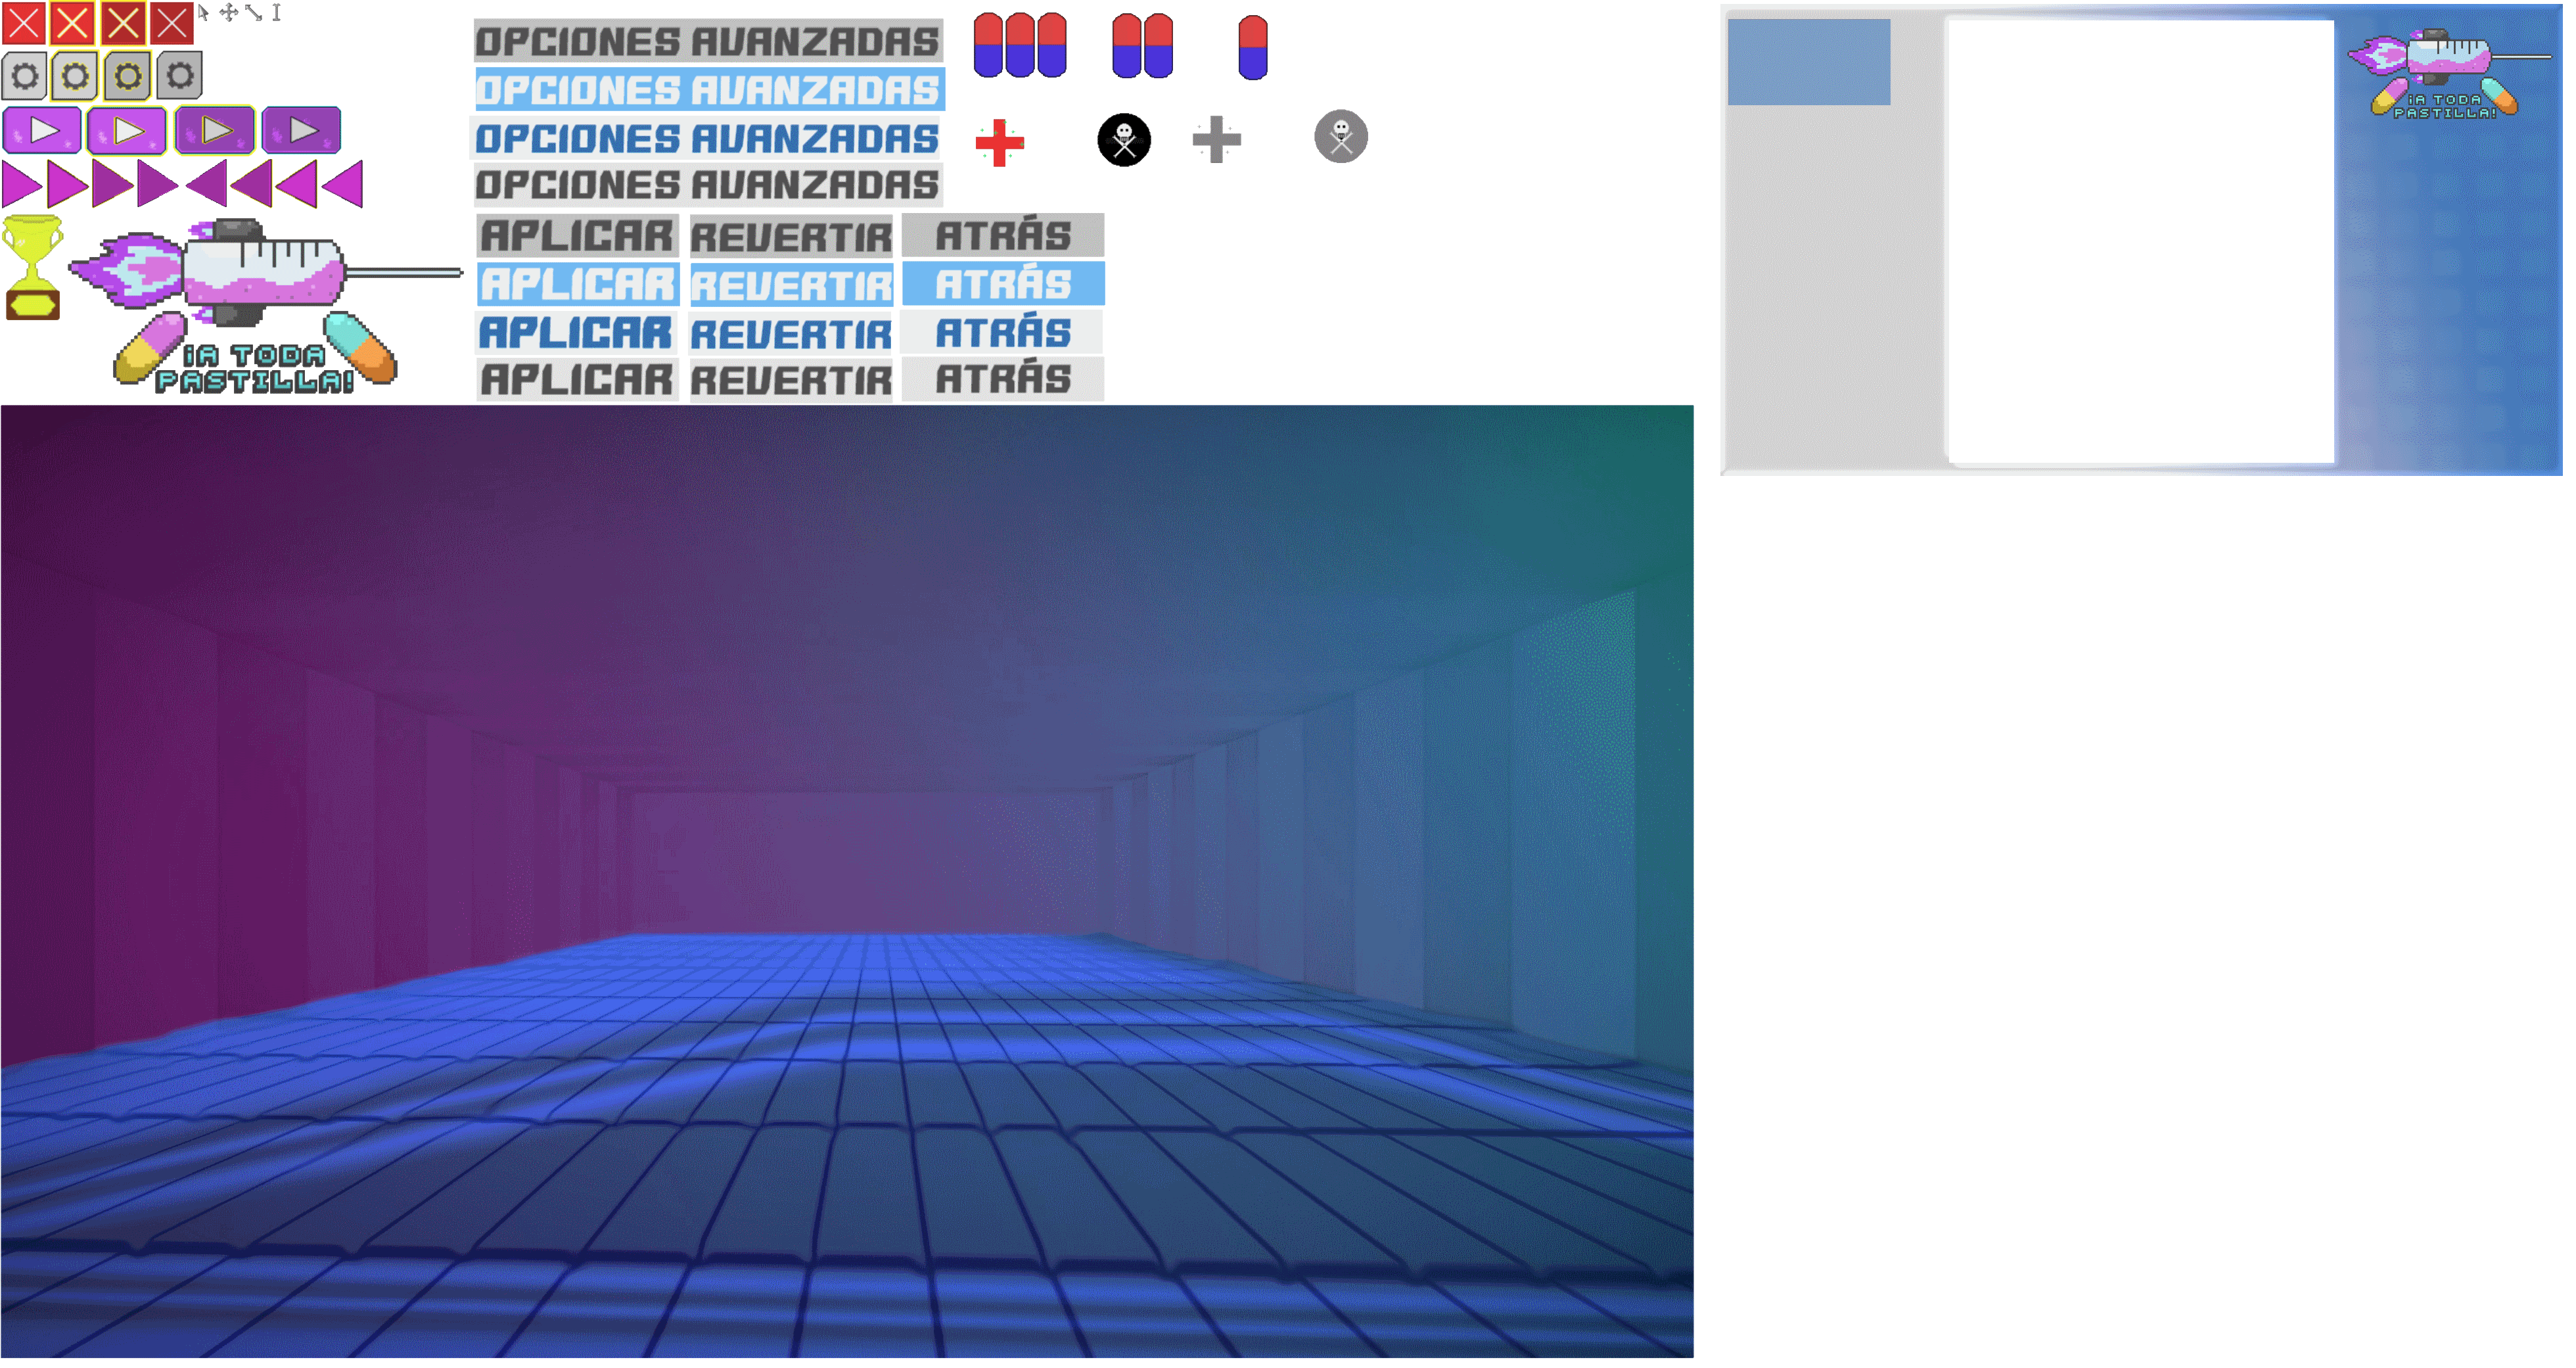 OPCIONES AVANZADAS
OPCIONES AVANZADAS
OPCIONES AVANZADAS
OPCIONES AVANZADAS
APLICAR REVERTIR ATRÁS
APLICAR REVERTIR ATRÁS
APLICAR REVERTIR ATRÁS
APLICAR REVERTIR ATRÁS
¡A TODA
PASTILLA!
¡A TODA
PASTILLA!